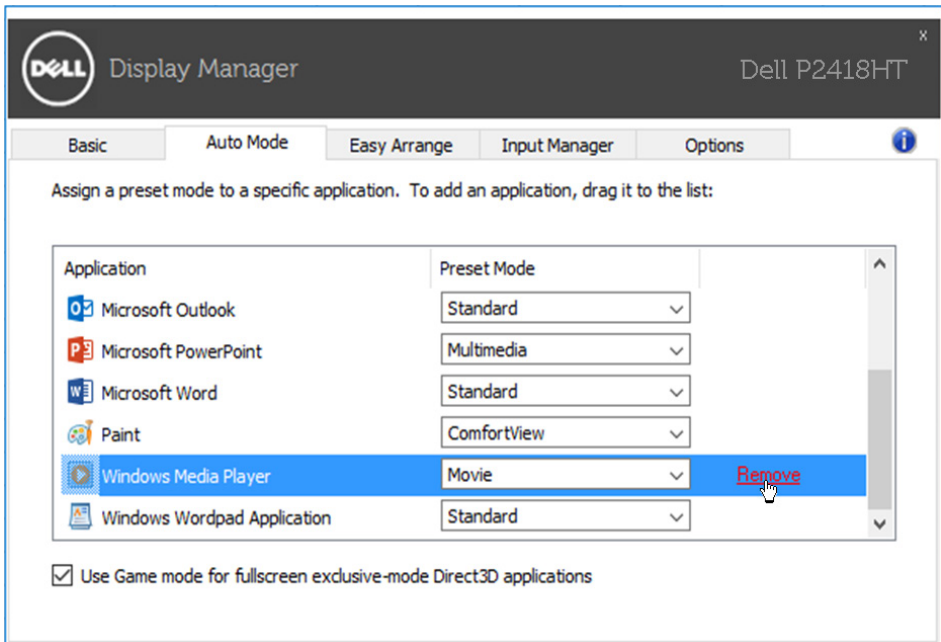 x
DELL Display Manager Dell P2418HT
Basic Auto Mode Easy Arrange Input Manager Options i
Assign a preset mode to a specific application. To add an application, drag it to the list:
Application Preset Mode
Microsoft Outlook Standard
Microsoft PowerPoint Multimedia
Microsoft Word Standard
Paint ComfortView
Windows Media Player Movie Remove
Windows Wordpad Application Standard
Use Game mode for fullscreen exclusive-mode Direct3D applications